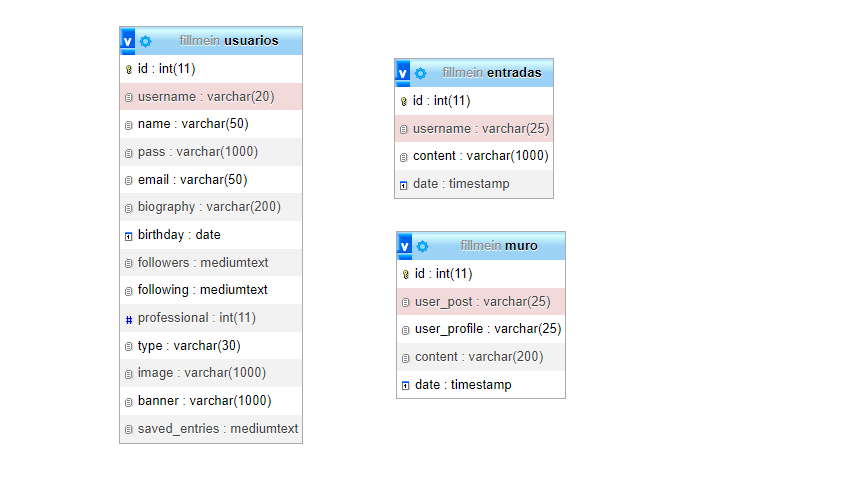 fillmein usuarios
id : int(11)
username : varchar(20)
name : varchar(50)
pass : varchar(1000)
email : varchar(50)
biography : varchar(200)
birthday : date
followers : mediumtext
following : mediumtext
professional : int(11)
type : varchar(30)
image : varchar(1000)
banner : varchar(1000)
saved_entries : mediumtext
fillmein entradas
id : int(11)
username : varchar(25)
content : varchar(1000)
date : timestamp
fillmein muro
id : int(11)
user_post : varchar(25)
user_profile : varchar(25)
content : varchar(200)
date : timestamp